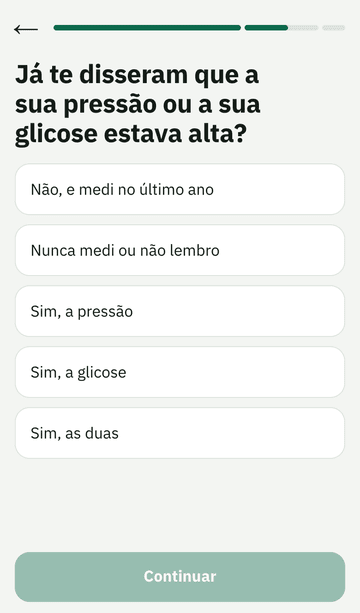 Já te disseram que a
sua pressão ou a sua
glicose estava alta?
Não, e medi no último ano
Nunca medi ou não lembro
Sim, a pressão
Sim, a glicose
Sim, as duas
Continuar